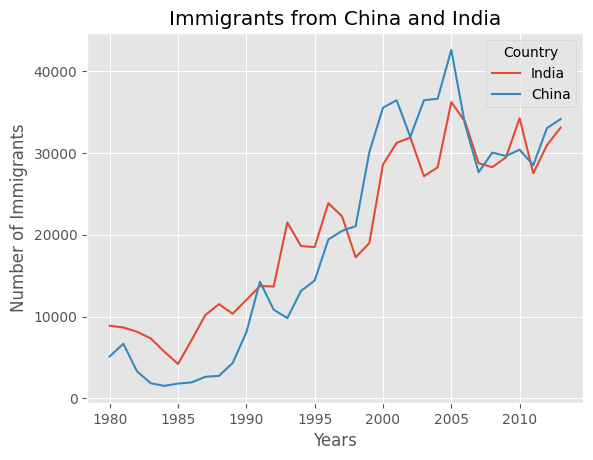 Immigrants from China and India
Country
India
China
40000
30000
20000
10000
0
Number of Immigrants
1980 1985 1990 1995 2000 2005 2010
Years